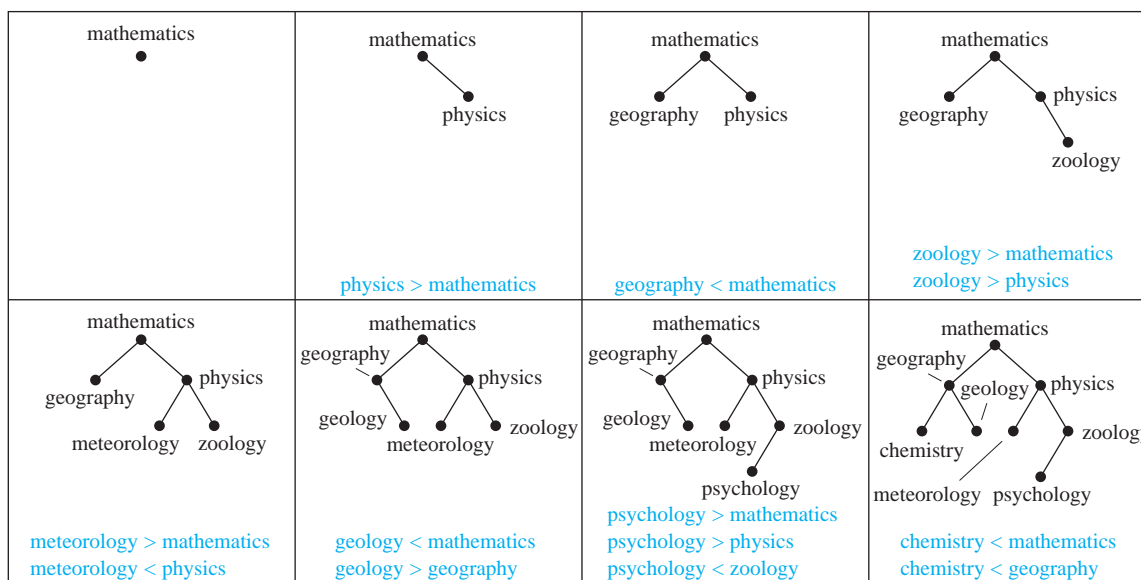 mathematics
mathematics
physics
physics > mathematics
mathematics
geography
physics
geography < mathematics
mathematics
physics
geography
zoology
zoology > mathematics
zoology > physics
mathematics
physics
geography
meteorology
zoology
meteorology > mathematics
meteorology < physics
mathematics
geography
physics
geology
zoology
meteorology
geology < mathematics
geology > geography
mathematics
geography
physics
geology
zoology
meteorology
psychology
psychology > mathematics
psychology > physics
psychology < zoology
mathematics
geography
geology
physics
chemistry
zoology
meteorology
psychology
chemistry < mathematics
chemistry < geography